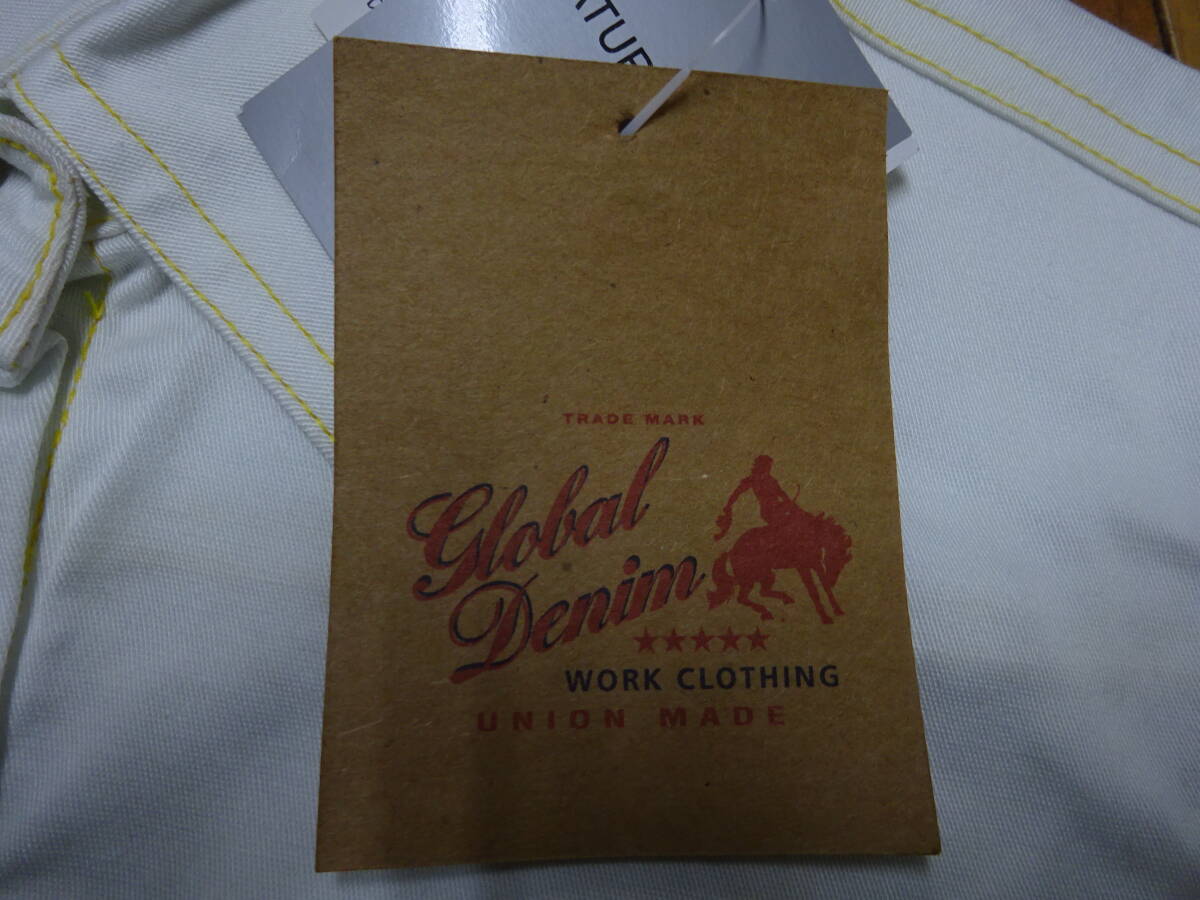 TRADE MARK
Global
Denim
WORK CLOTHING
UNION MADE